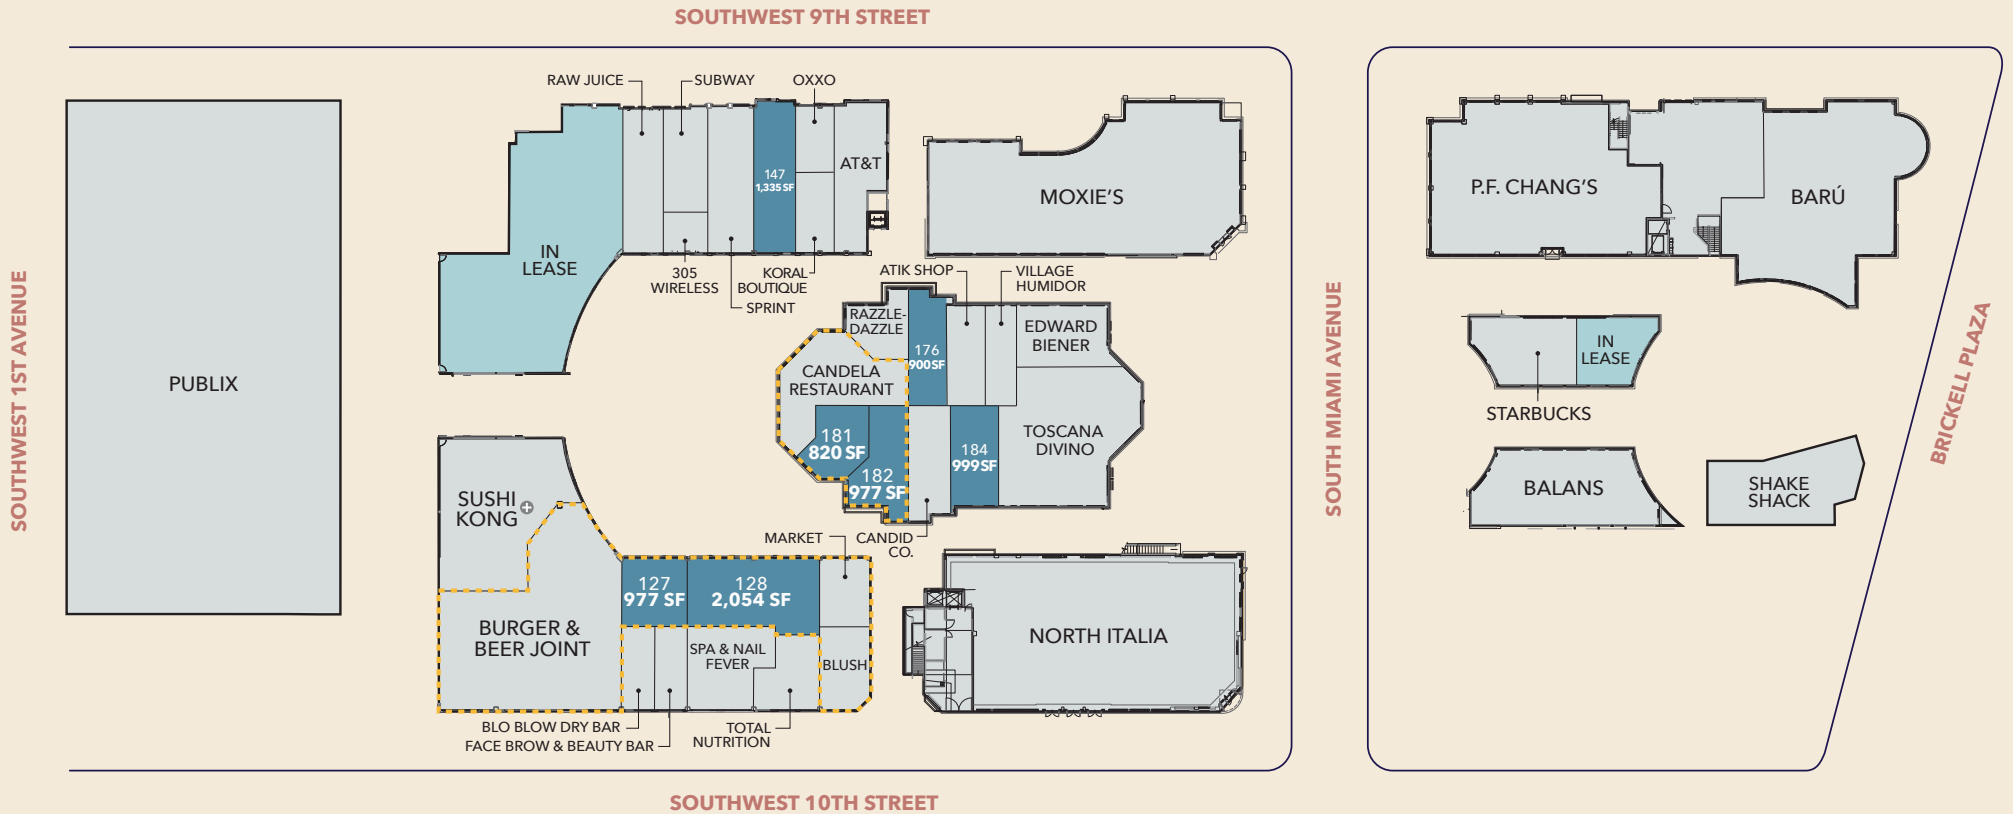 SOUTHWEST 9TH STREET
RAW JUICE
SUBWAY
OXXO
147
1,335 SF
AT&T
IN
LEASE
305
WIRELESS
SPRINT
KORAL
BOUTIQUE
MOXIE'S
P.F. CHANG'S
BARÚ
SOUTHWEST 1ST AVENUE
PUBLIX
ATIK SHOP
VILLAGE
HUMIDOR
RAZZLE-
DAZZLE
176
900 SF
EDWARD
BIENER
CANDELA
RESTAURANT
181
820 SF
182
977 SF
184
999 SF
TOSCANA
DIVINO
CANDID
CO.
SOUTH MIAMI AVENUE
IN
LEASE
STARBUCKS
BALANS
SHAKE
SHACK
BRICKELL PLAZA
SUSHI
KONG
MARKET
127
977 SF
128
2,054 SF
BURGER &
BEER JOINT
SPA & NAIL
FEVER
BLUSH
BLO BLOW DRY BAR
FACE BROW & BEAUTY BAR
TOTAL
NUTRITION
NORTH ITALIA
SOUTHWEST 10TH STREET